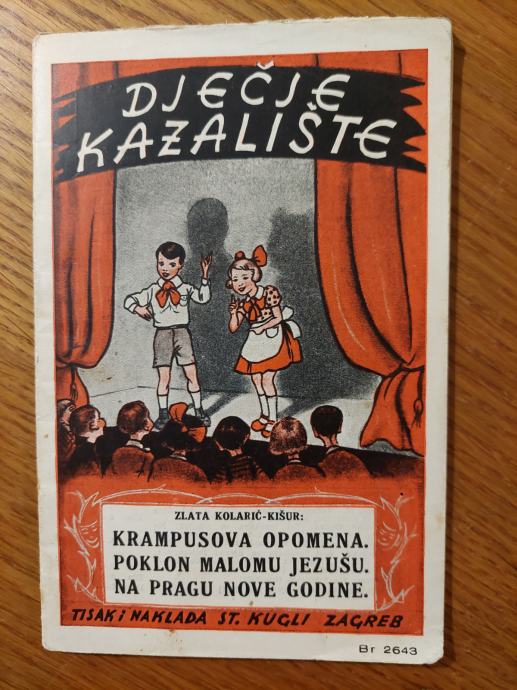 DJEČJE
KAZALIŠTE
ZLATA KOLARIĆ-KIŠUR:
KRAMPUSOVA OPOMENA.
POKLON MALOMU JEZUŠU.
NA PRAGU NOVE GODINE.
TISAK i NAKLADA ST. KUGLI ZAGREB
Br 2643